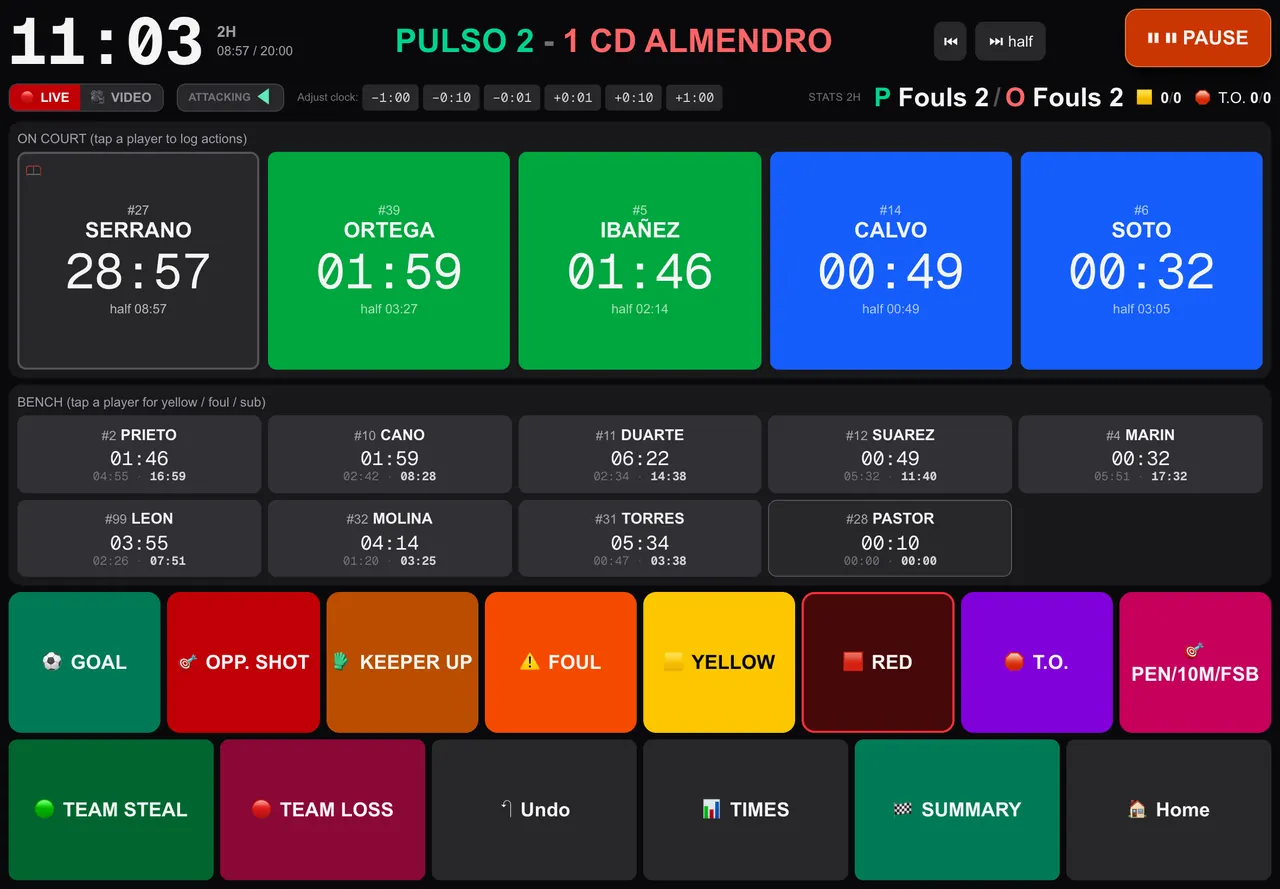 11:03
2H
08:57 / 20:00
PULSO 2 - 1 CD ALMENDRO
half
PAUSE
LIVE
VIDEO
ATTACKING
Adjust clock:
−1:00
−0:10
−0:01
+0:01
+0:10
+1:00
STATS 2H
P Fouls 2 / O Fouls 2
0/0
T.O. 0/0
ON COURT (tap a player to log actions)
#27
SERRANO
28:57
half 08:57
#39
ORTEGA
01:59
half 03:27
#5
IBAÑEZ
01:46
half 02:14
#14
CALVO
00:49
half 00:49
#6
SOTO
00:32
half 03:05
BENCH (tap a player for yellow / foul / sub)
#2 PRIETO
01:46
04:55 · 16:59
#10 CANO
01:59
02:42 · 08:28
#11 DUARTE
06:22
02:34 · 14:38
#12 SUAREZ
00:49
05:32 · 11:40
#4 MARIN
00:32
05:51 · 17:32
#99 LEON
03:55
02:26 · 07:51
#32 MOLINA
04:14
01:20 · 03:25
#31 TORRES
05:34
00:47 · 03:38
#28 PASTOR
00:10
00:00 · 00:00
GOAL
OPP. SHOT
KEEPER UP
FOUL
YELLOW
RED
T.O.
PEN/10M/FSB
TEAM STEAL
TEAM LOSS
Undo
TIMES
SUMMARY
Home